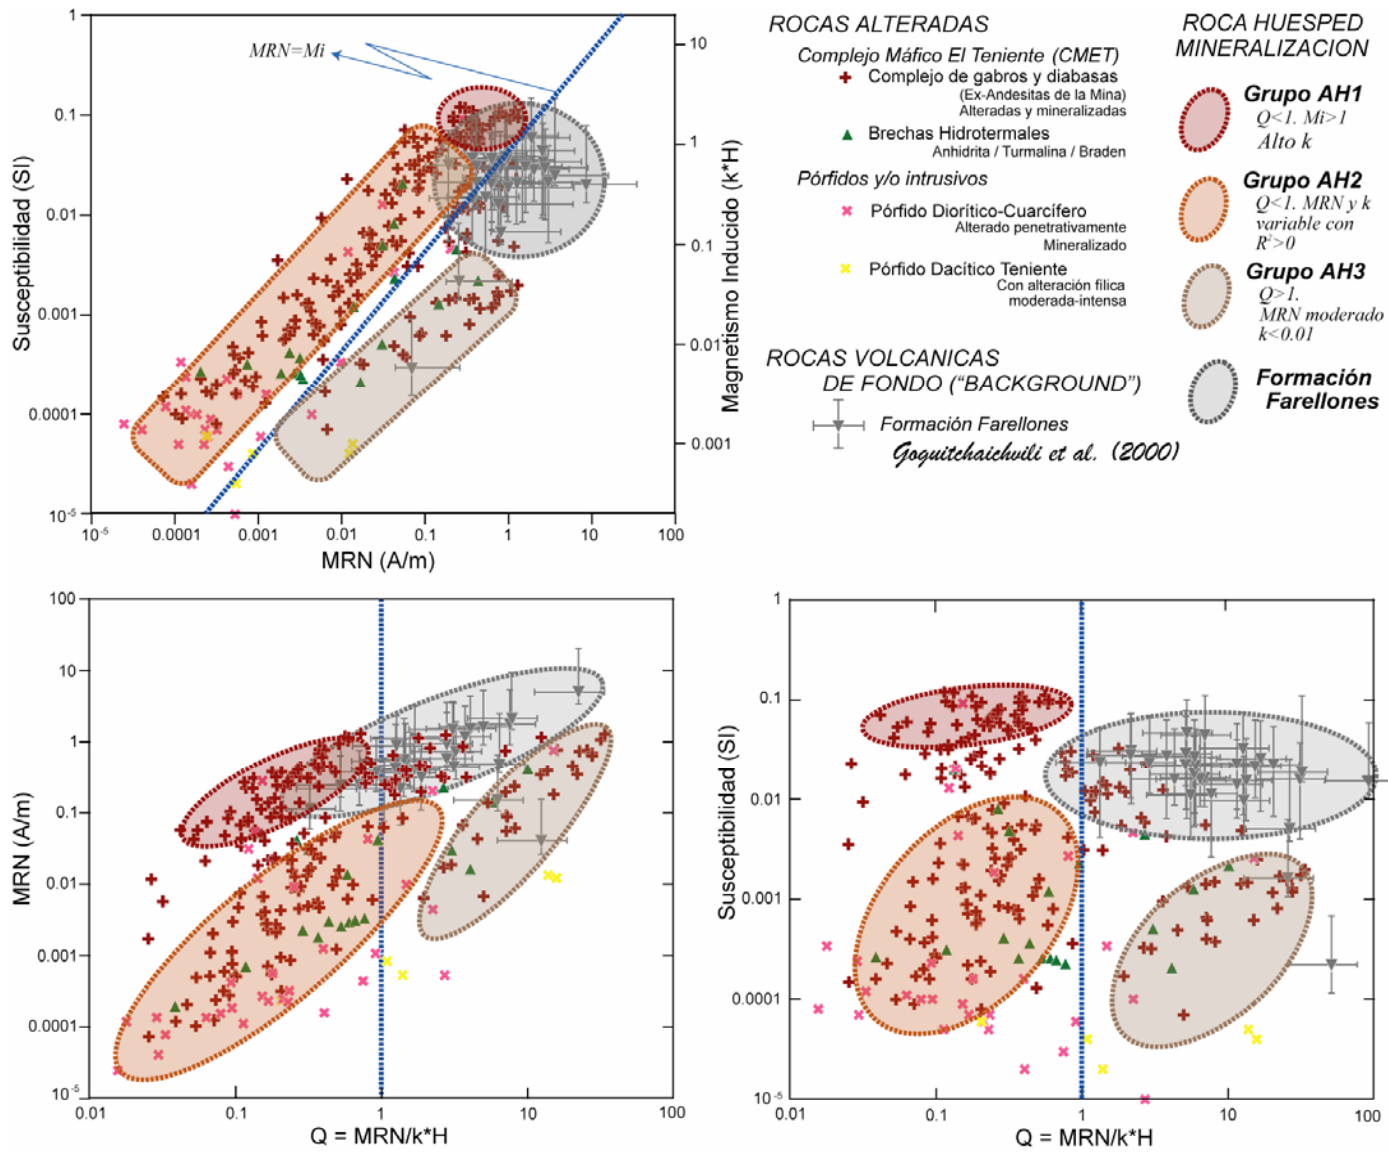 1
0.1
0.01
0.001
0.0001
10⁻⁵
Susceptibilidad (SI)
MRN=Mi
10
1
0.1
0.01
0.001
Magnetismo Inducido (k*H)
10⁻⁵
0.0001
0.001
0.01
0.1
1
10
100
MRN (A/m)
ROCAS ALTERADAS
Complejo Máfico El Teniente (CMET)
Complejo de gabros y diabasas
(Ex-Andesitas de la Mina)
Alteradas y mineralizadas
Brechas Hidrotermales
Anhidrita / Turmalina / Braden
Pórfidos y/o intrusivos
Pórfido Diorítico-Cuarcífero
Alterado penetrativamente
Mineralizado
Pórfido Dacítico Teniente
Con alteración filica
moderada-intensa
ROCAS VOLCANICAS
DE FONDO ("BACKGROUND")
Formación Farellones
Goguitchaichvili et al. (2000)
ROCA HUESPED
MINERALIZACION
Grupo AH1
Q<1. Mi>1
Alto k
Grupo AH2
Q<1. MRN y k
variable con
R²>0
Grupo AH3
Q>1.
MRN moderado
k<0.01
Formación
Farellones
100
10
1
0.1
0.01
0.001
0.0001
10⁻⁵
MRN (A/m)
0.01
0.1
1
10
100
Q = MRN/k*H
1
0.1
0.01
0.001
0.0001
10⁻⁵
Susceptibilidad (SI)
0.01
0.1
1
10
100
Q = MRN/k*H